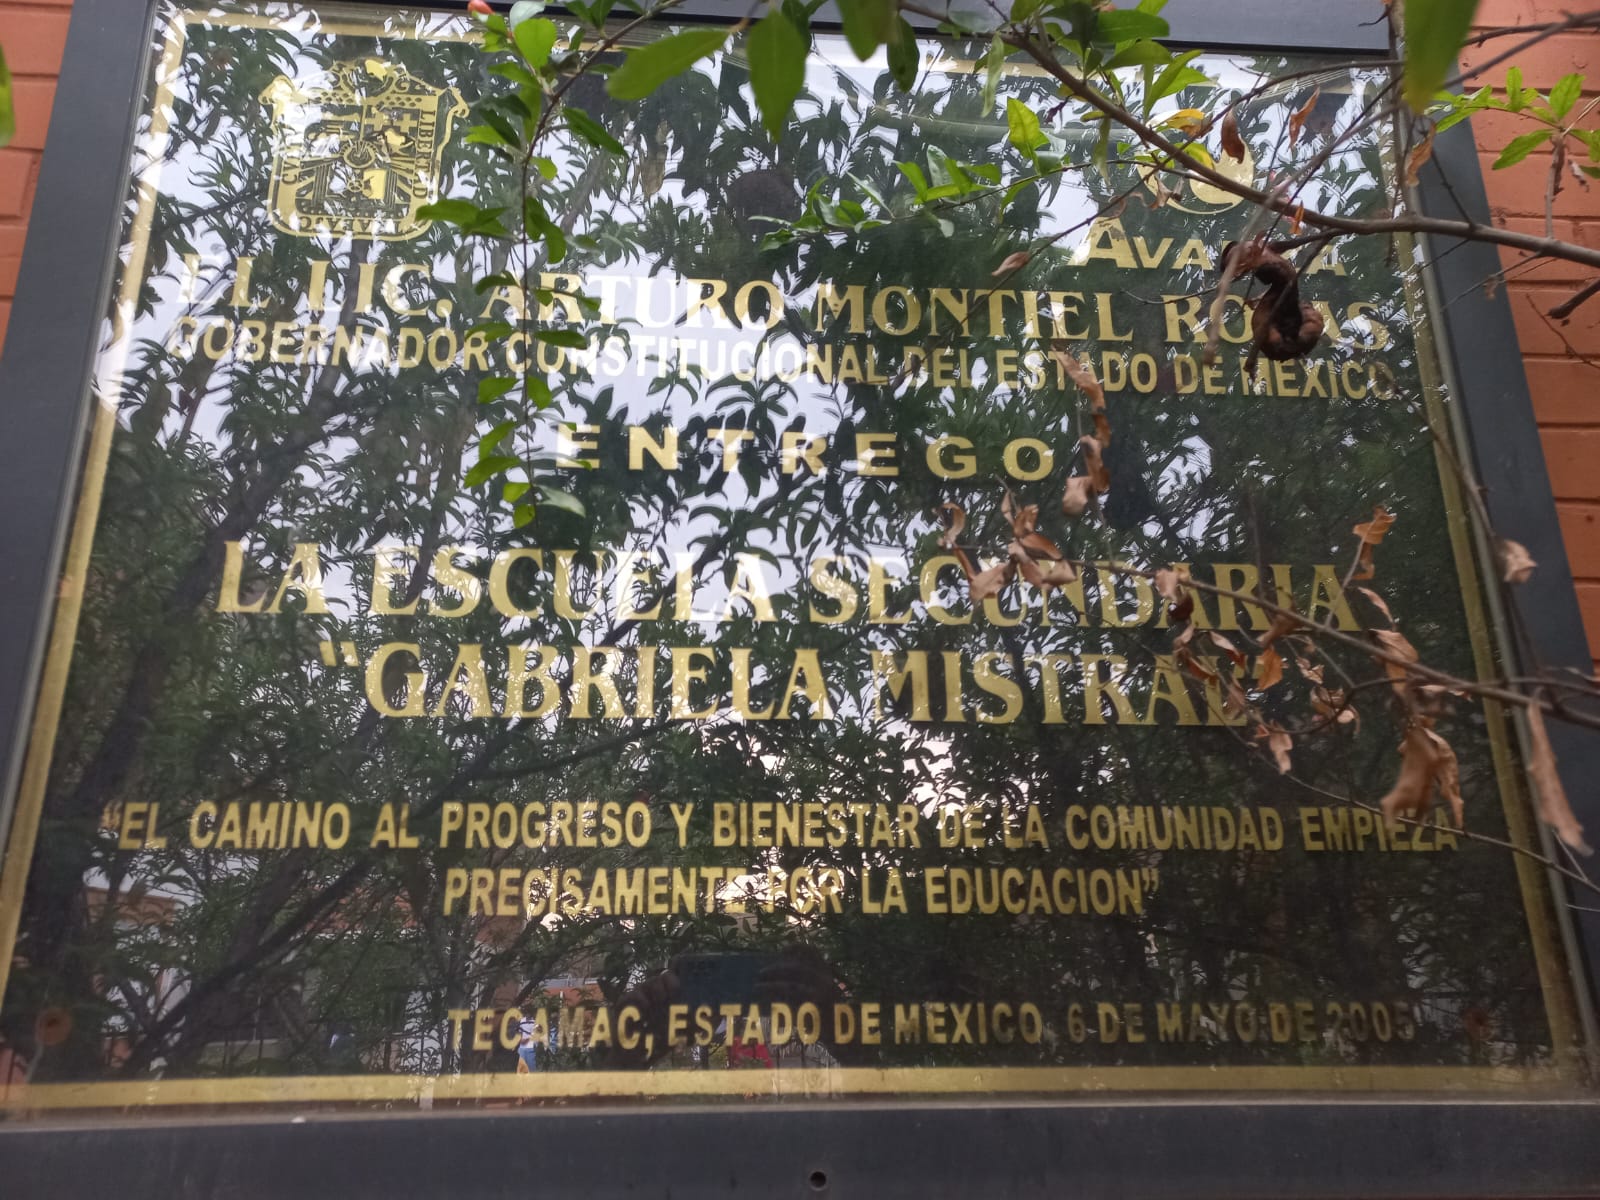 LIBERTAD
AVANZA
EL LIC. ARTURO MONTIEL ROJAS
GOBERNADOR CONSTITUCIONAL DEL ESTADO DE MEXICO
ENTREGO
LA ESCUELA SECUNDARIA
"GABRIELA MISTRAL"
"EL CAMINO AL PROGRESO Y BIENESTAR DE LA COMUNIDAD EMPIEZA
PRECISAMENTE POR LA EDUCACION"
TECAMAC, ESTADO DE MEXICO 6 DE MAYO DE 2005